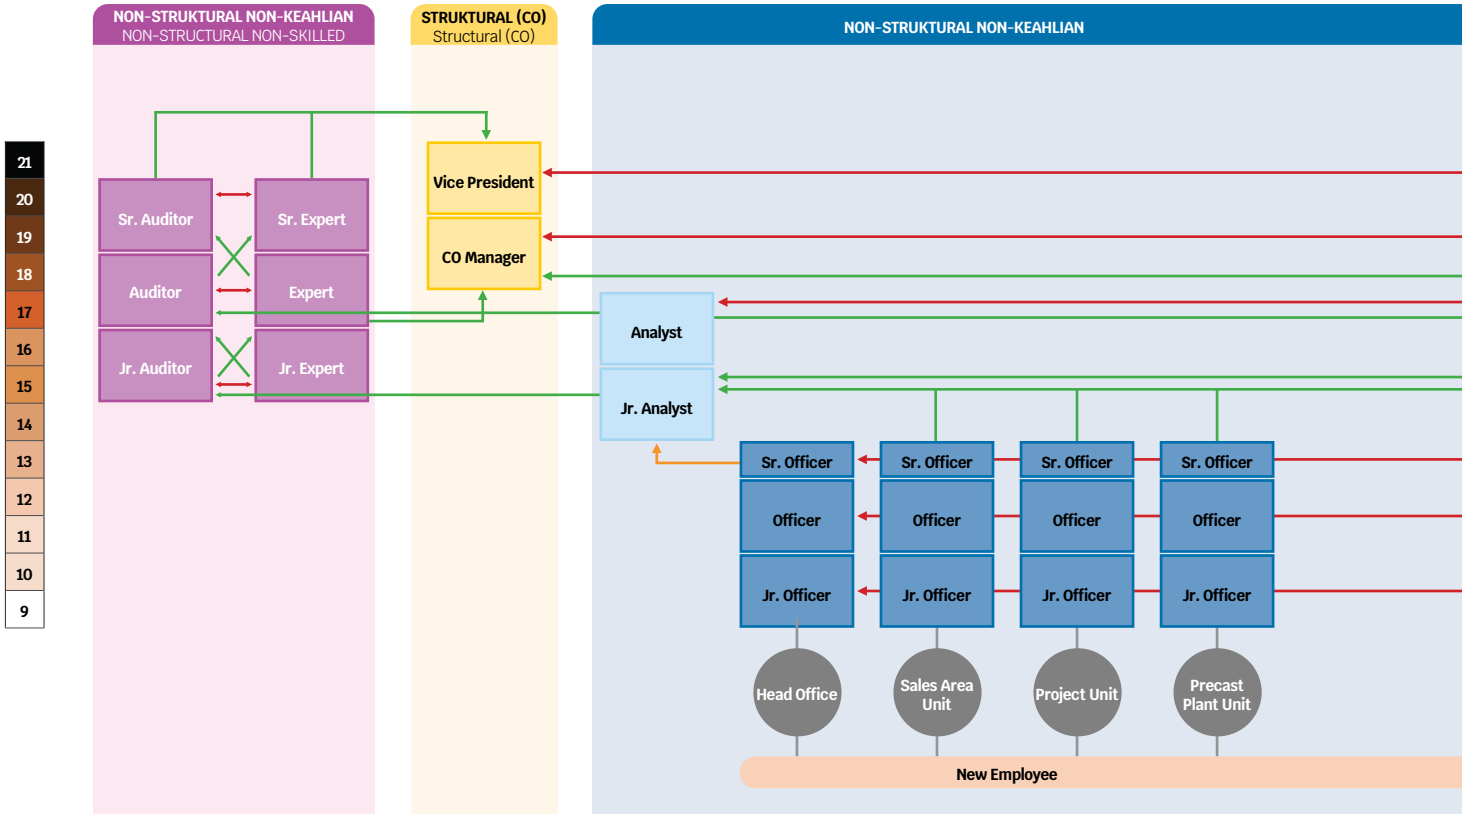 NON-STRUKTURAL NON-KEAHLIAN
NON-STRUCTURAL NON-SKILLED
STRUKTURAL (CO)
Structural (CO)
NON-STRUKTURAL NON-KEAHLIAN
21
20
19
18
17
16
15
14
13
12
11
10
9
Sr. Auditor
Sr. Expert
Auditor
Expert
Jr. Auditor
Jr. Expert
Vice President
CO Manager
Analyst
Jr. Analyst
Sr. Officer
Sr. Officer
Sr. Officer
Sr. Officer
Officer
Officer
Officer
Officer
Jr. Officer
Jr. Officer
Jr. Officer
Jr. Officer
Head Office
Sales Area
Unit
Project Unit
Precast
Plant Unit
New Employee